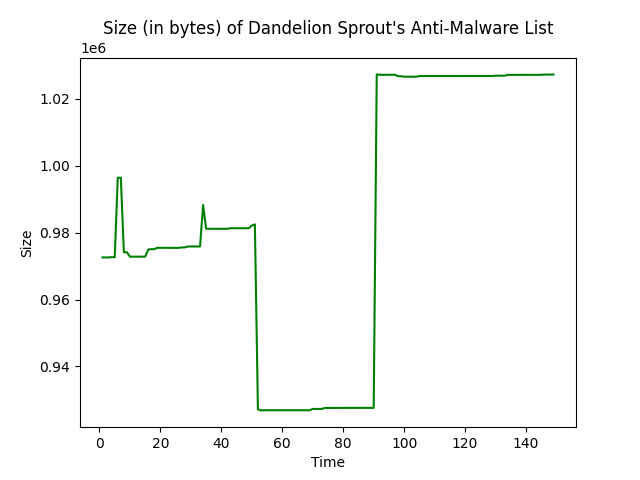 Size (in bytes) of Dandelion Sprout's Anti-Malware List
1e6
1.02
1.00
0.98
0.96
0.94
Size
0 20 40 60 80 100 120 140
Time